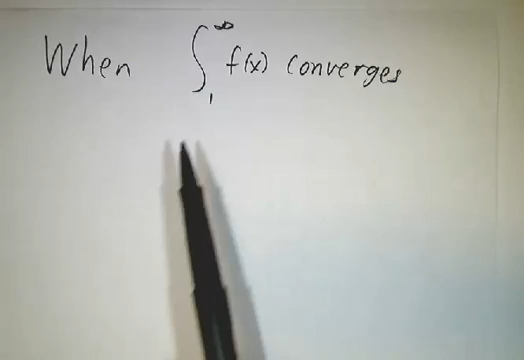 When ∫₁^∞ f(x) converges